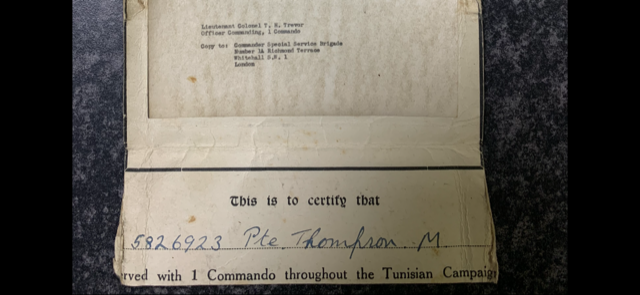 Lieutenant Colonel T. H. Trevor
Officer Commanding, 1 Commando
Copy to: Commander Special Service Brigade
Number 14 Richmond Terrace
Whitehall S.W. 1
London
This is to certify that
5826923 Pte. Thompson. M.
rved with 1 Commando throughout the Tunisian Campaig